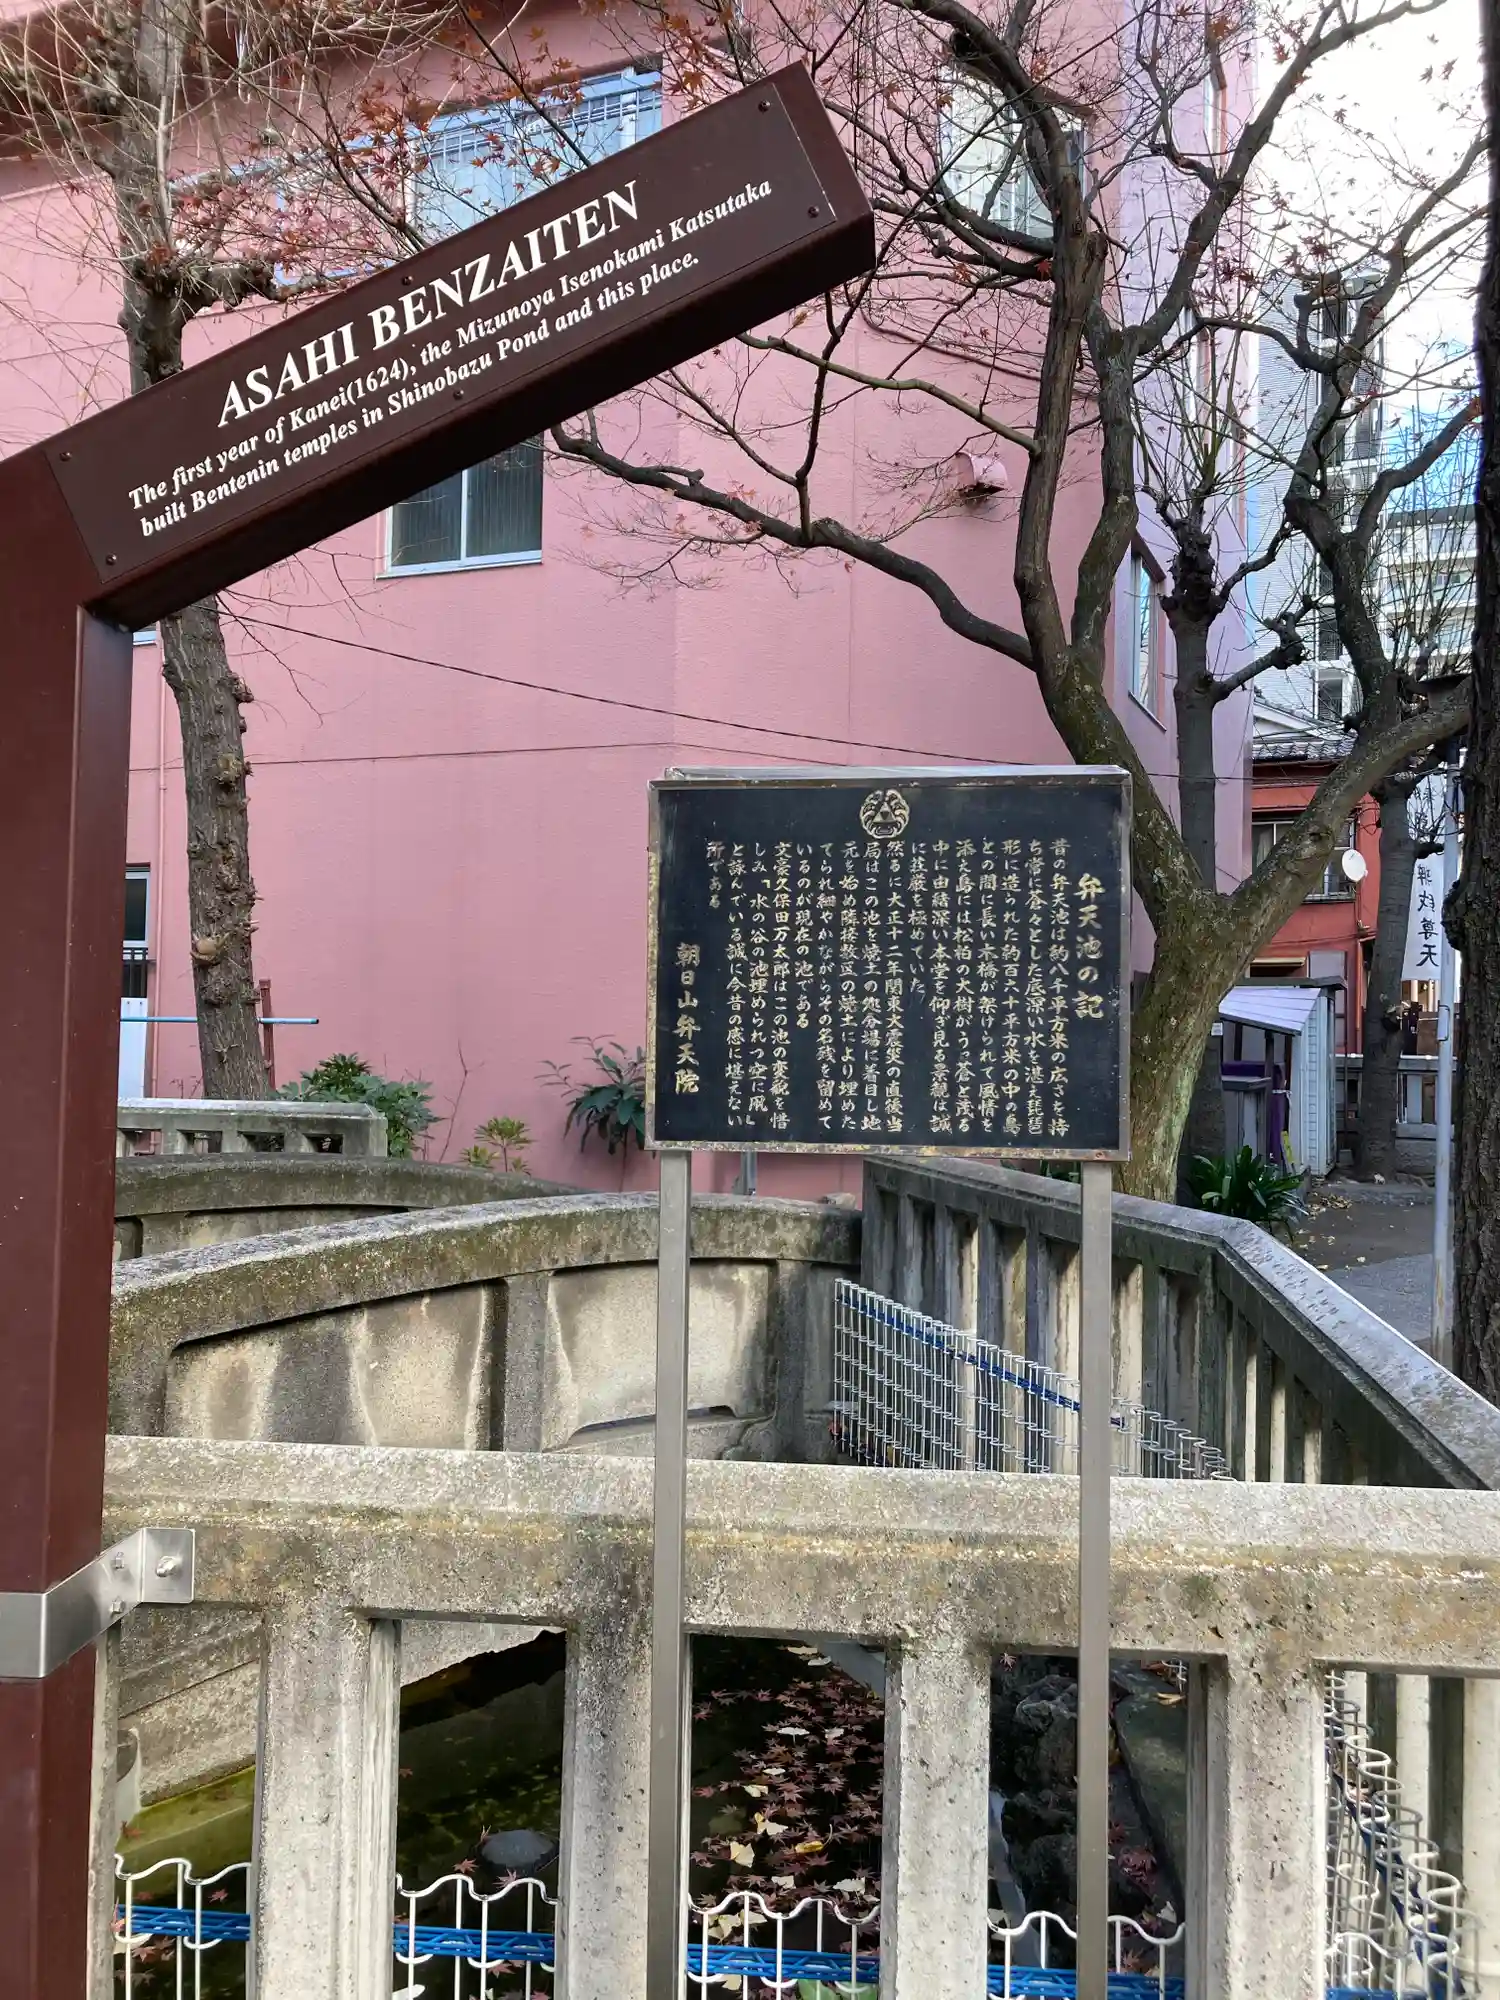 ASAHI BENZAITEN
The first year of Kanei(1624), the Mizunoya Isenokami Katsutaka
built Bentenin temples in Shinobazu Pond and this place.
弁天池の記
昔の弁天池は約八千平方米の広さを持
ち常に蒼々とした底深い水を湛え琵琶
形に造られた約百六十平方米の中の島
との間に長い木橋が架けられて風情を
添え島には松柏の大樹がうっ蒼と茂る
中に由緒深い本堂を仰ぎ見る景観は誠
に荘厳を極めていた
然るに大正十二年関東大震災の直後当
局はこの池を焼土の処分場に着目し地
元を始め隣接数区の焼土により埋めた
てられ細やかながらその名残を留めて
いるのが現在の池である
文豪久保田万太郎はこの池の変貌を惜
しみ「水の谷の池埋められつ空に凧」
と詠んでいる誠に今昔の感に堪えない
所である
朝日山弁天院
弁財尊天